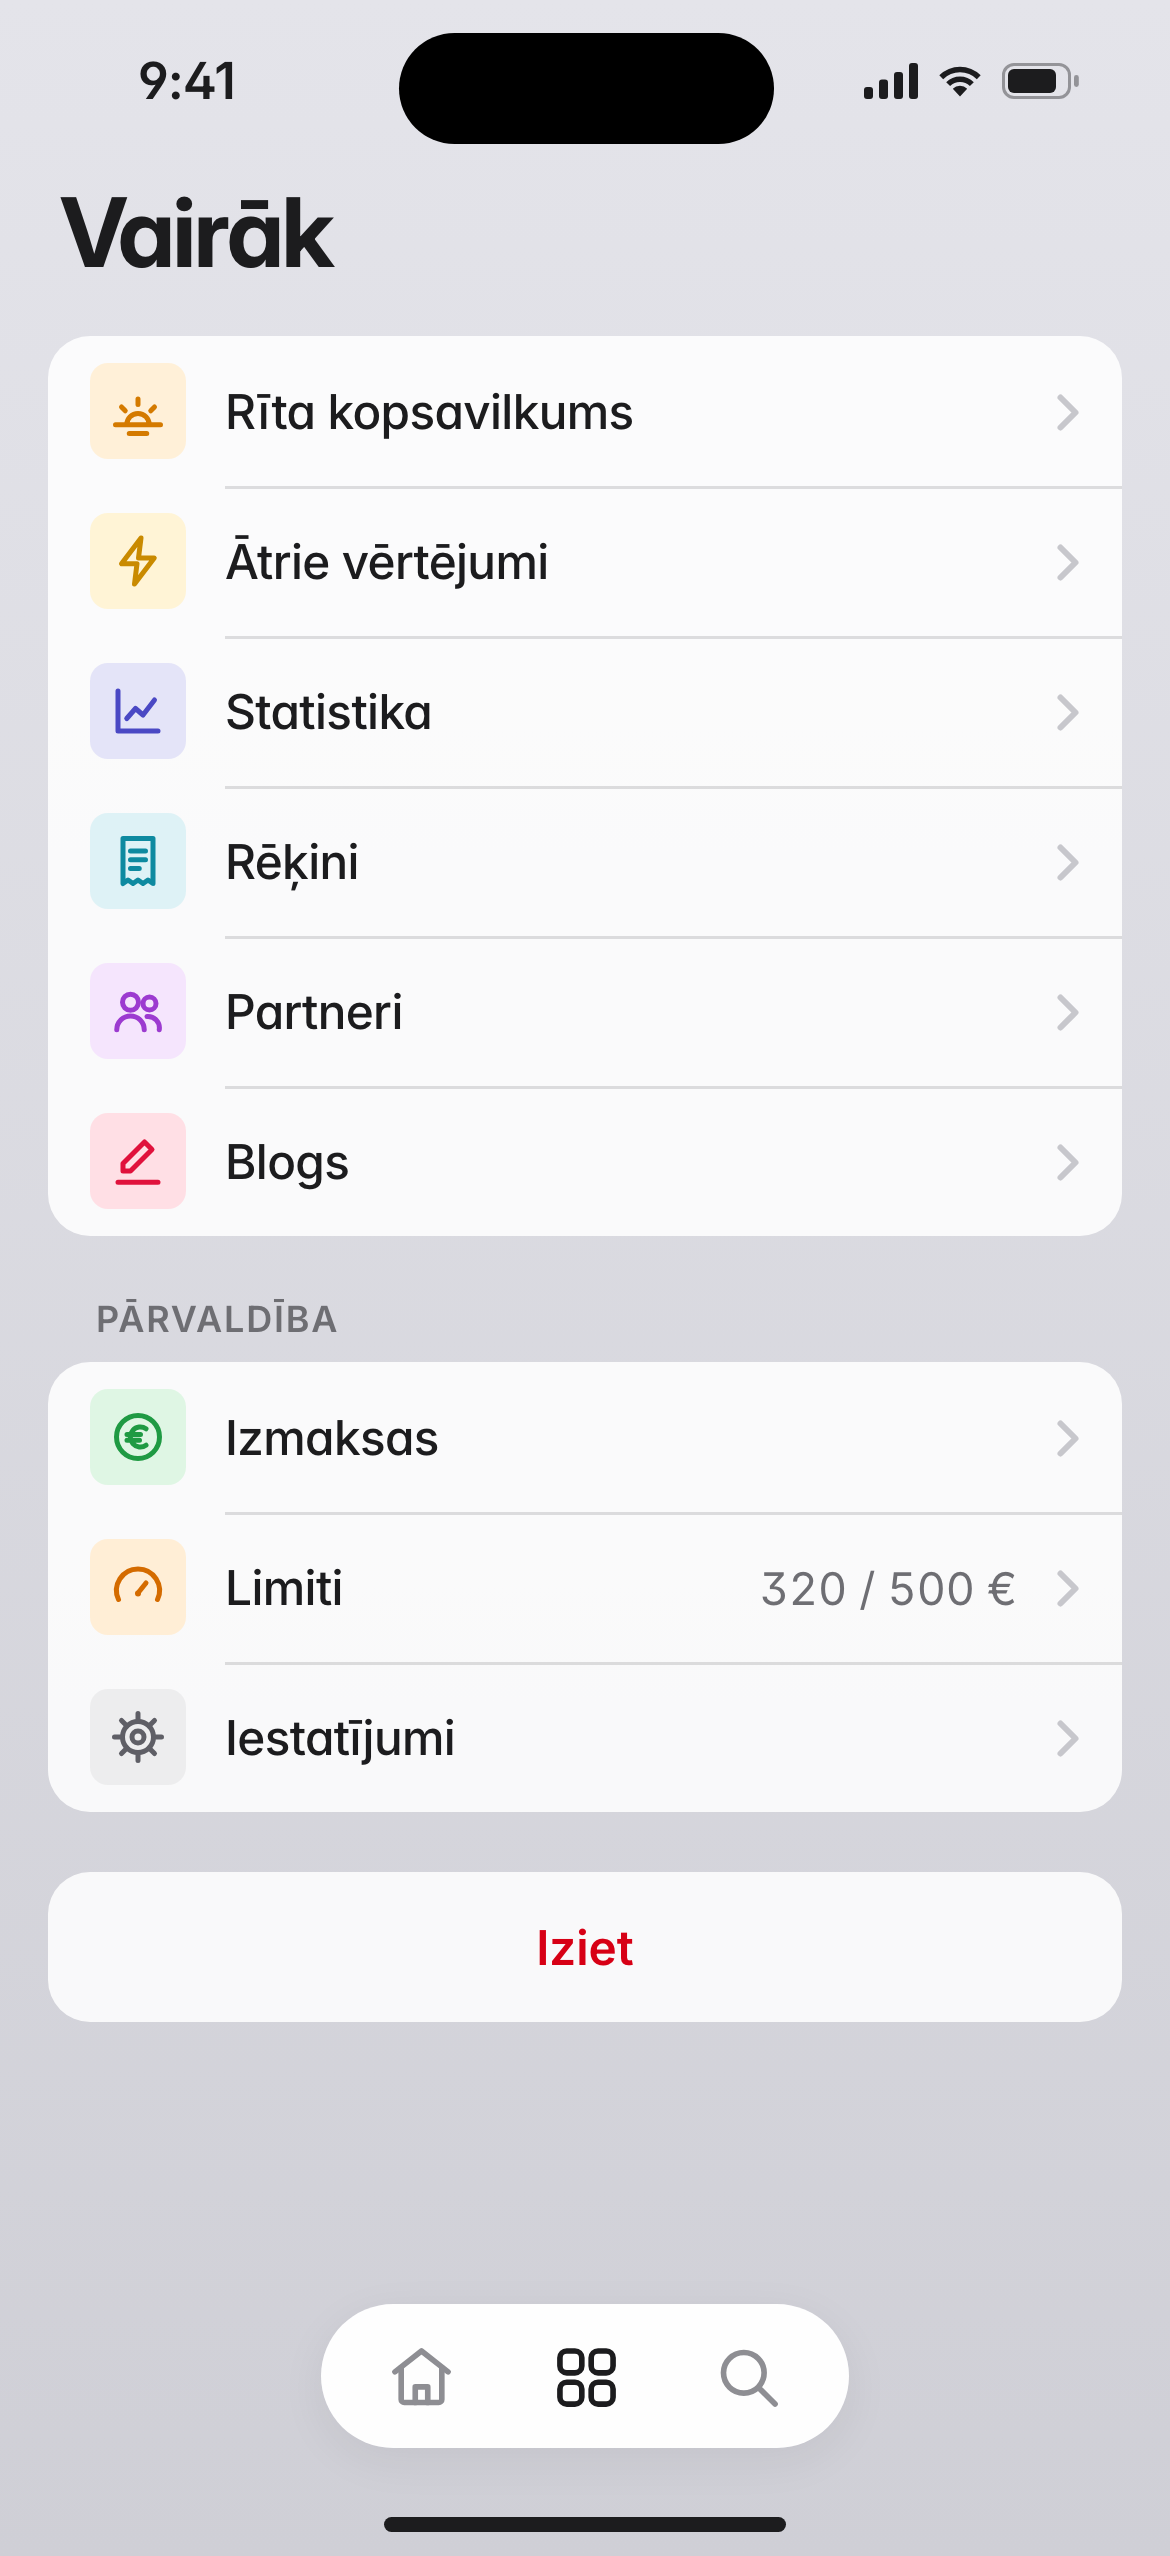 9:41
Vairāk
Rīta kopsavilkums
Ātrie vērtējumi
Statistika
Rēķini
Partneri
Blogs
PĀRVALDĪBA
Izmaksas
Limiti 320 / 500 €
Iestatījumi
Iziet